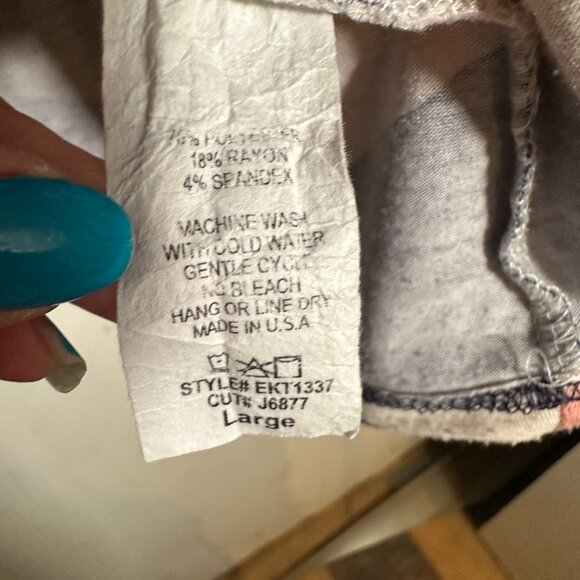 POLYESTER
18% RAYON
4% SPANDEX
MACHINE WASH
WITH COLD WATER
GENTLE CYCLE
NO BLEACH
HANG OR LINE DRY
MADE IN U.S.A
STYLE# EKT1337
CUT# J6877
Large